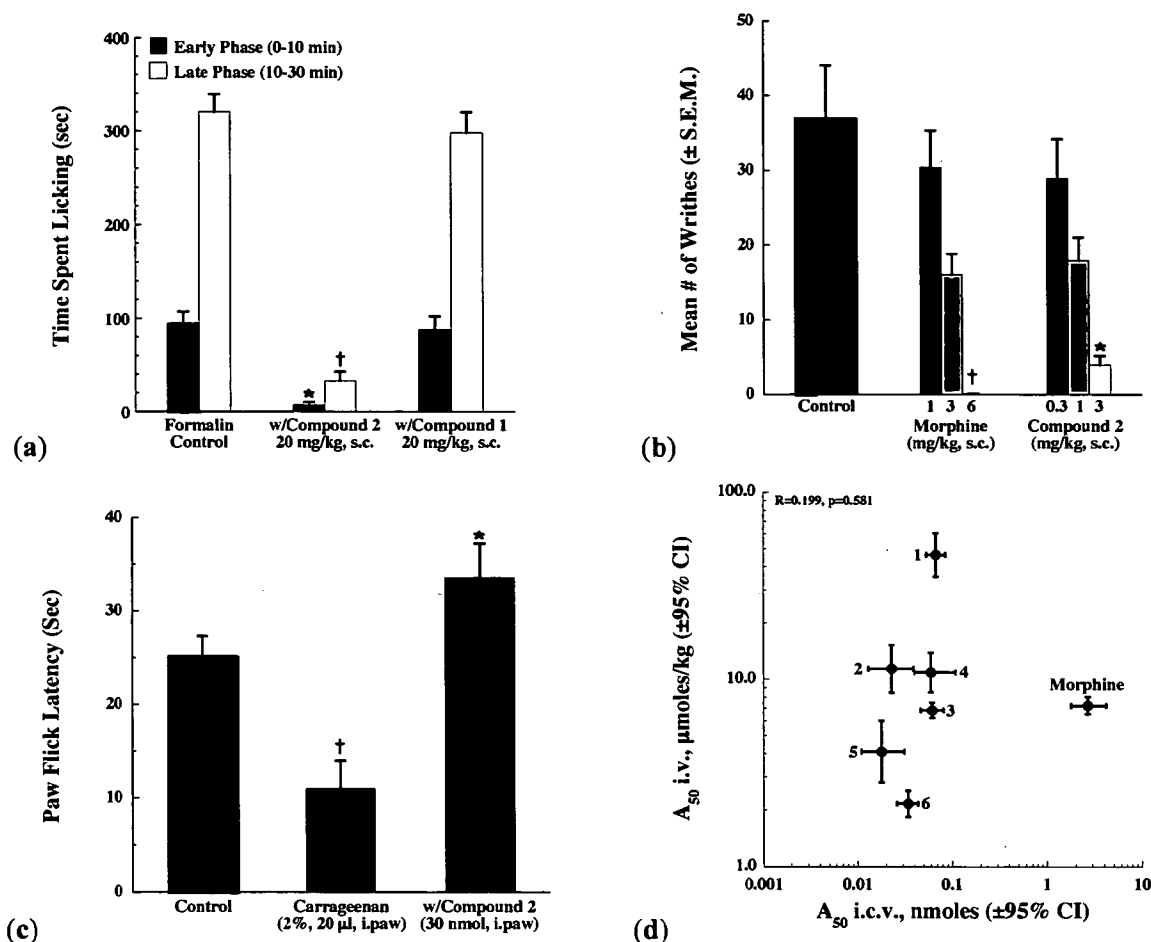 400
300
200
100
0
Time Spent Licking (sec)
Early Phase (0-10 min)
Late Phase (10-30 min)
*
†
Formalin
Control
w/Compound 2
20 mg/kg, s.c.
w/Compound 1
20 mg/kg, s.c.
(a)
50
40
30
20
10
0
Mean # of Writhes (± S.E.M.)
†
*
Control
1 3 6
Morphine
(mg/kg, s.c.)
0.3 1 3
Compound 2
(mg/kg, s.c.)
(b)
40
30
20
10
0
Paw Flick Latency (Sec)
†
*
Control
Carrageenan
(2%, 20 µl, i.paw)
w/Compound 2
(30 nmol, i.paw)
(c)
100.0
10.0
1.0
A50 i.v., µmoles/kg (±95% CI)
R=0.199, p=0.581
1
2
4
3
Morphine
5
6
0.001 0.01 0.1 1 10
A50 i.c.v., nmoles (±95% CI)
(d)